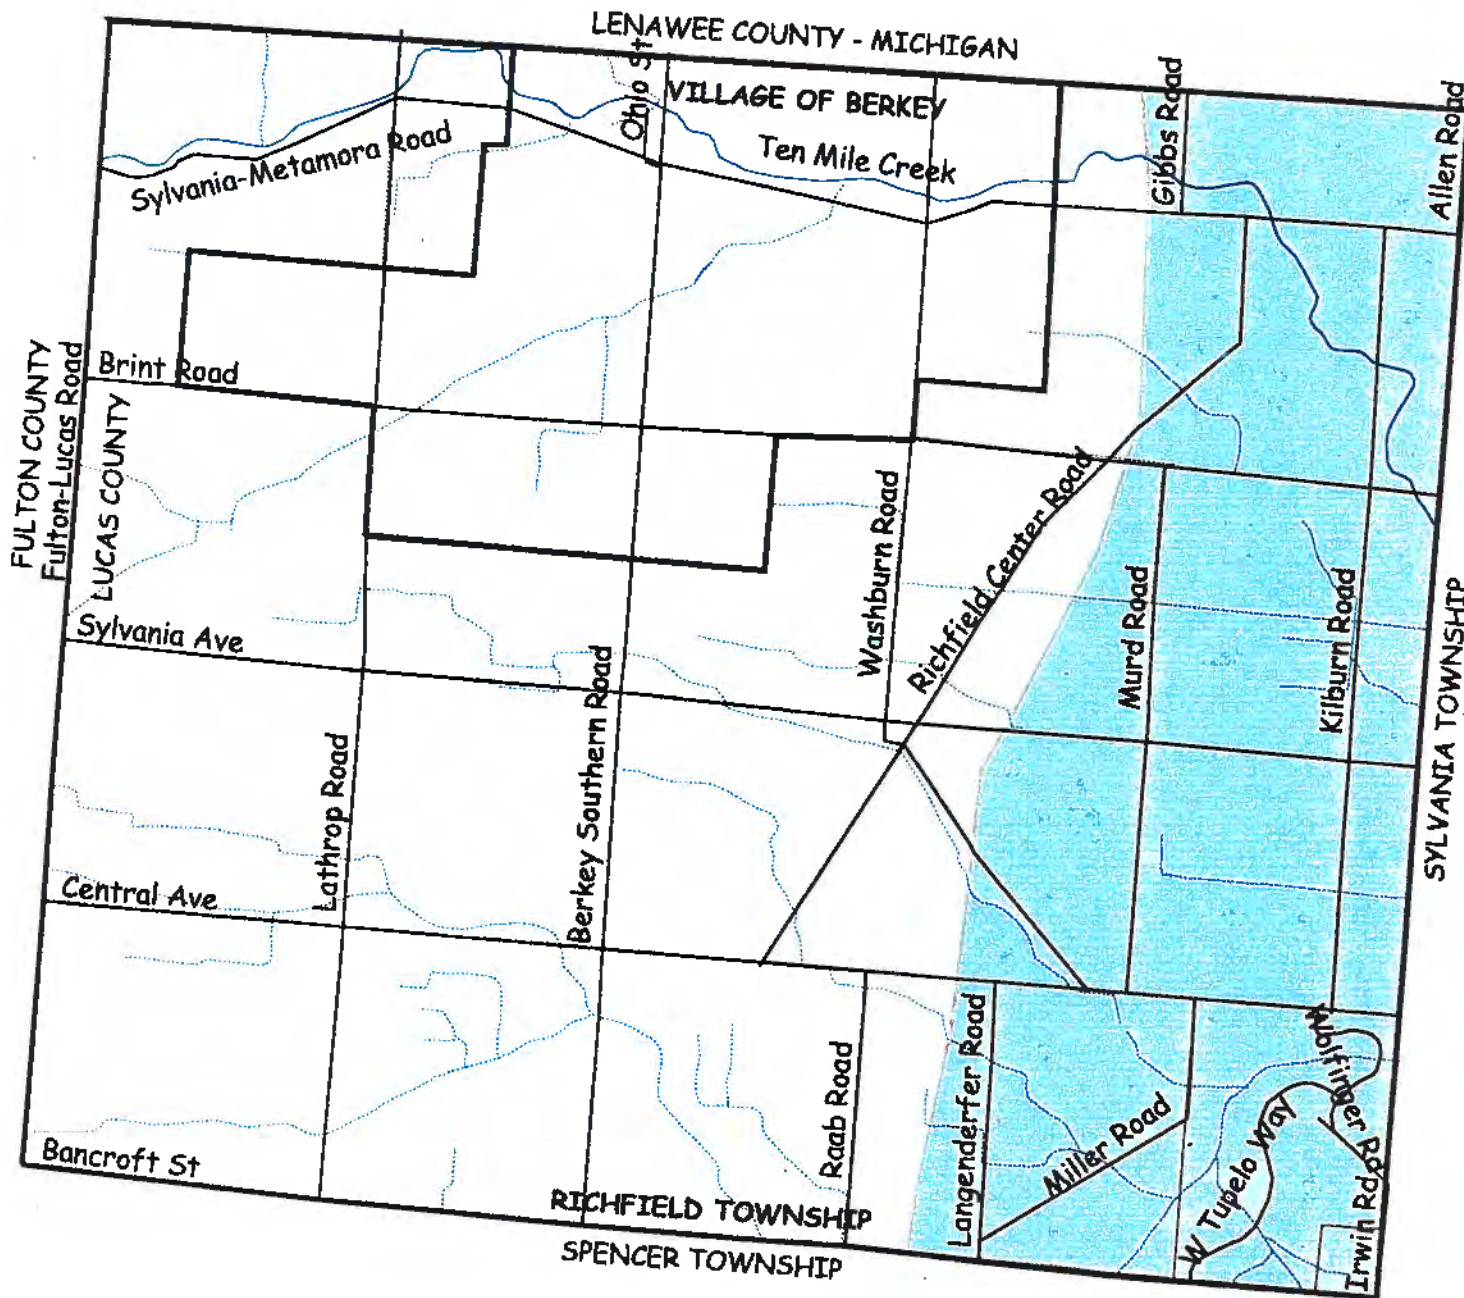 LENAWEE COUNTY - MICHIGAN
VILLAGE OF BERKEY
Ohio St
Gibbs Road
Allen Road
Ten Mile Creek
Sylvania-Metamora Road
Brint Road
FULTON COUNTY
Fulton-Lucas Road
LUCAS COUNTY
Washburn Road
Richfield Center Road
Murd Road
Kilburn Road
SYLVANIA TOWNSHIP
Sylvania Ave
Lathrop Road
Berkey Southern Road
Central Ave
Raab Road
Langenderfer Road
Miller Road
W Tupelo Way
Wolfinger Rd
Irwin Rd
Bancroft St
RICHFIELD TOWNSHIP
SPENCER TOWNSHIP